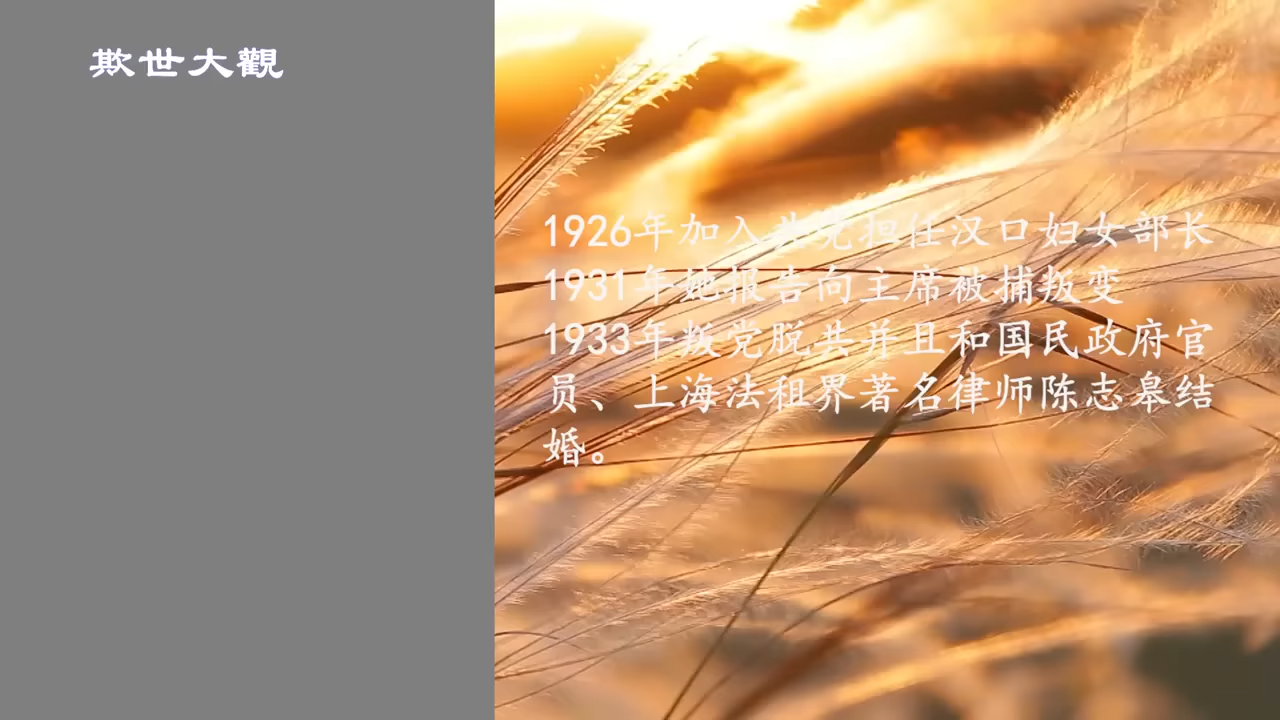 欺世大觀
1926年加入共党担任汉口妇女部长
1931年她报告向主席被捕叛变
1933年叛党脱共并且和国民政府官
员、上海法租界著名律师陈志皋结
婚。